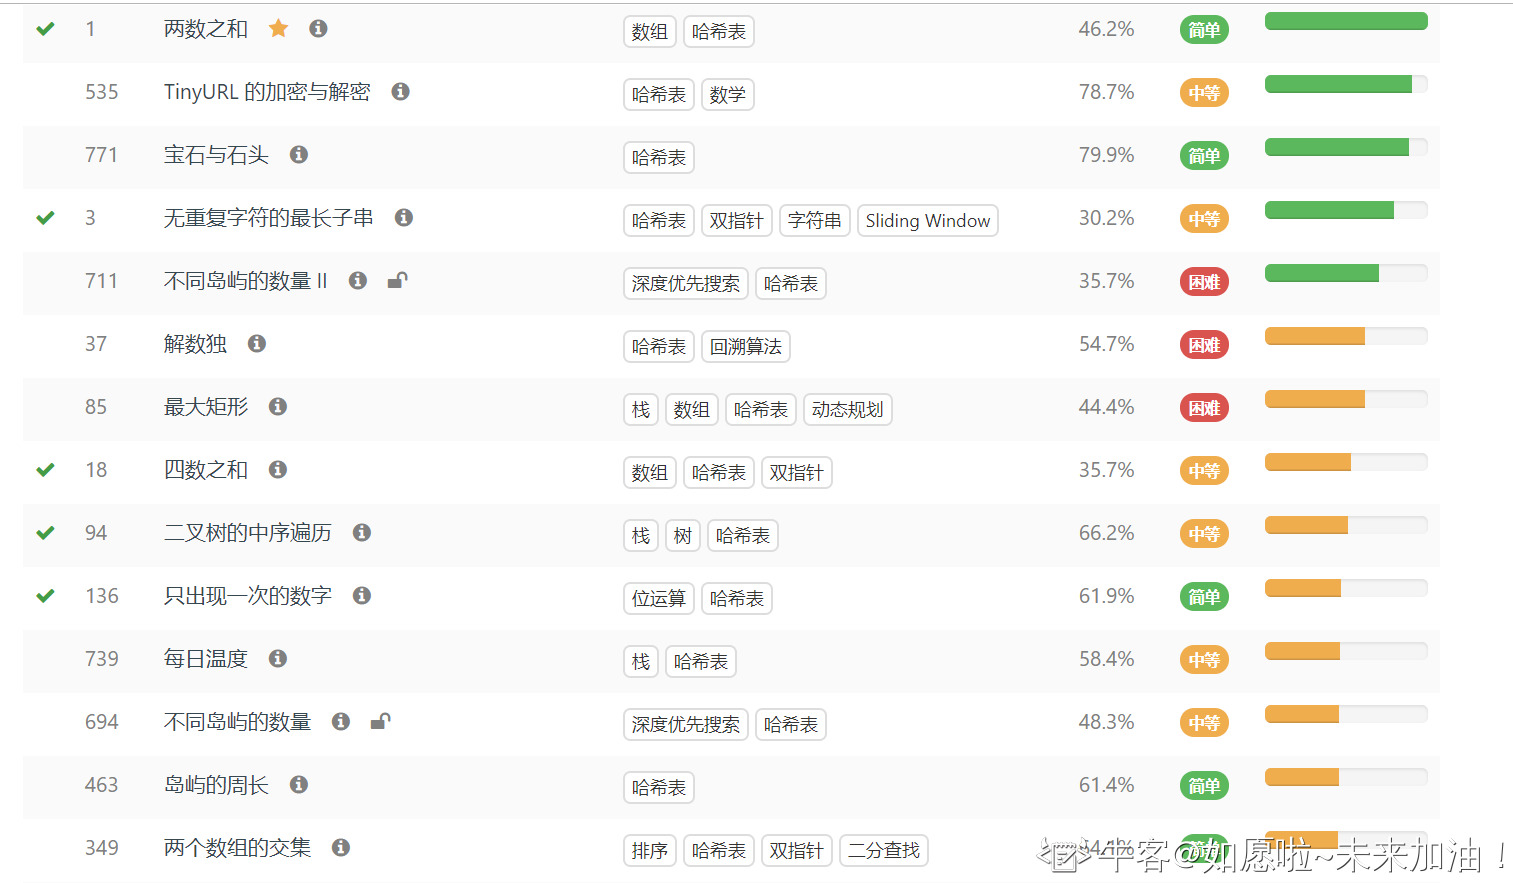 1 两数之和 数组 哈希表 46.2% 简单
535 TinyURL 的加密与解密 哈希表 数学 78.7% 中等
771 宝石与石头 哈希表 79.9% 简单
3 无重复字符的最长子串 哈希表 双指针 字符串 Sliding Window 30.2% 中等
711 不同岛屿的数量 II 深度优先搜索 哈希表 35.7% 困难
37 解数独 哈希表 回溯算法 54.7% 困难
85 最大矩形 栈 数组 哈希表 动态规划 44.4% 困难
18 四数之和 数组 哈希表 双指针 35.7% 中等
94 二叉树的中序遍历 栈 树 哈希表 66.2% 中等
136 只出现一次的数字 位运算 哈希表 61.9% 简单
739 每日温度 栈 哈希表 58.4% 中等
694 不同岛屿的数量 深度优先搜索 哈希表 48.3% 中等
463 岛屿的周长 哈希表 61.4% 简单
349 两个数组的交集 排序 哈希表 双指针 二分查找 简单
牛客@如愿啦~未来加油！